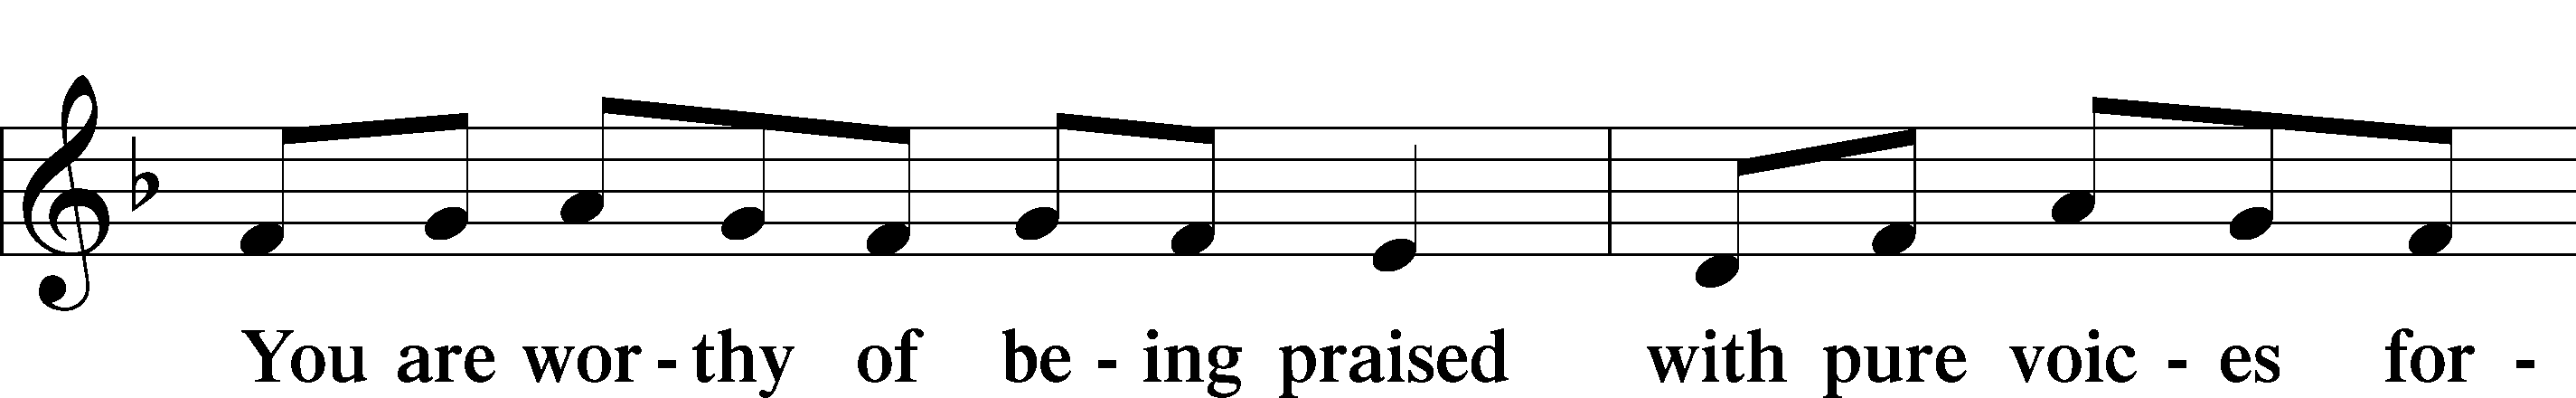 You are wor - thy of be - ing praised with pure voic - es for -